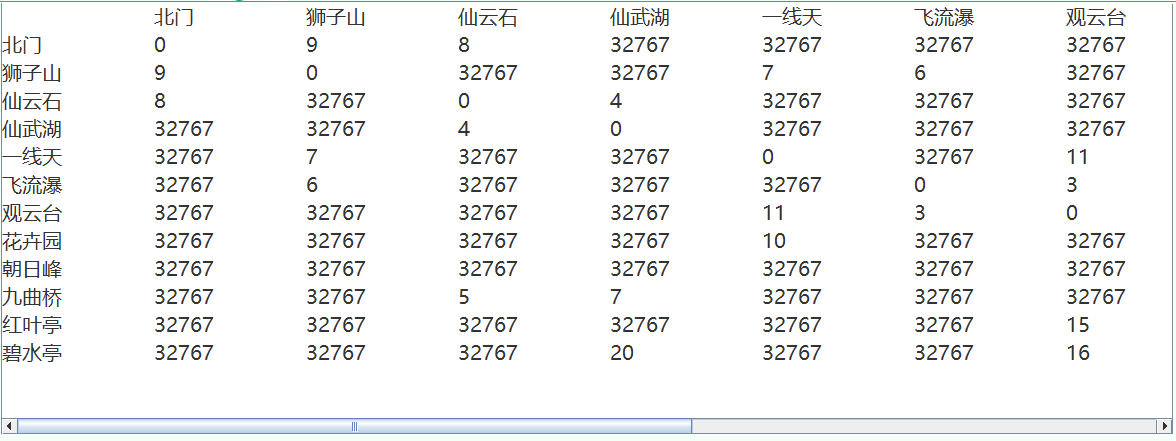 北门 狮子山 仙云石 仙武湖 一线天 飞流瀑 观云台
北门 0 9 8 32767 32767 32767 32767
狮子山 9 0 32767 32767 7 6 32767
仙云石 8 32767 0 4 32767 32767 32767
仙武湖 32767 32767 4 0 32767 32767 32767
一线天 32767 7 32767 32767 0 32767 11
飞流瀑 32767 6 32767 32767 32767 0 3
观云台 32767 32767 32767 32767 11 3 0
花卉园 32767 32767 32767 32767 10 32767 32767
朝日峰 32767 32767 32767 32767 32767 32767 32767
九曲桥 32767 32767 5 7 32767 32767 32767
红叶亭 32767 32767 32767 32767 32767 32767 15
碧水亭 32767 32767 32767 20 32767 32767 16